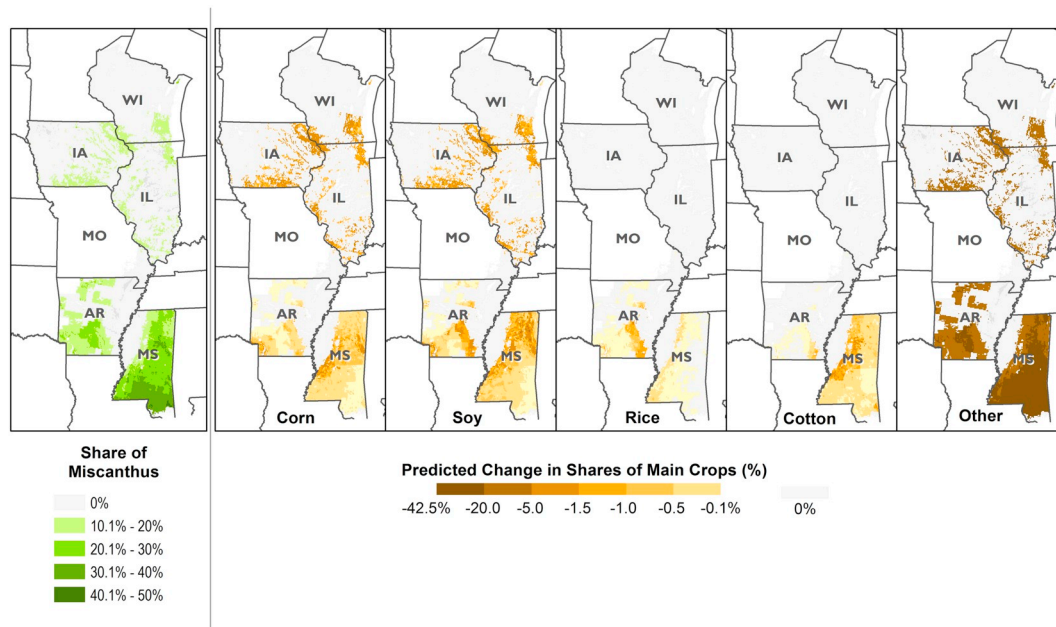 WI
IA
IL
MO
AR
MS
WI
IA
IL
MO
AR
MS
Corn
WI
IA
IL
MO
AR
MS
Soy
WI
IA
IL
MO
AR
MS
Rice
WI
IA
IL
MO
AR
MS
Cotton
WI
IA
IL
MO
AR
MS
Other
Share of
Miscanthus
0%
10.1% - 20%
20.1% - 30%
30.1% - 40%
40.1% - 50%
Predicted Change in Shares of Main Crops (%)
-42.5% -20.0 -5.0 -1.5 -1.0 -0.5 -0.1% 0%